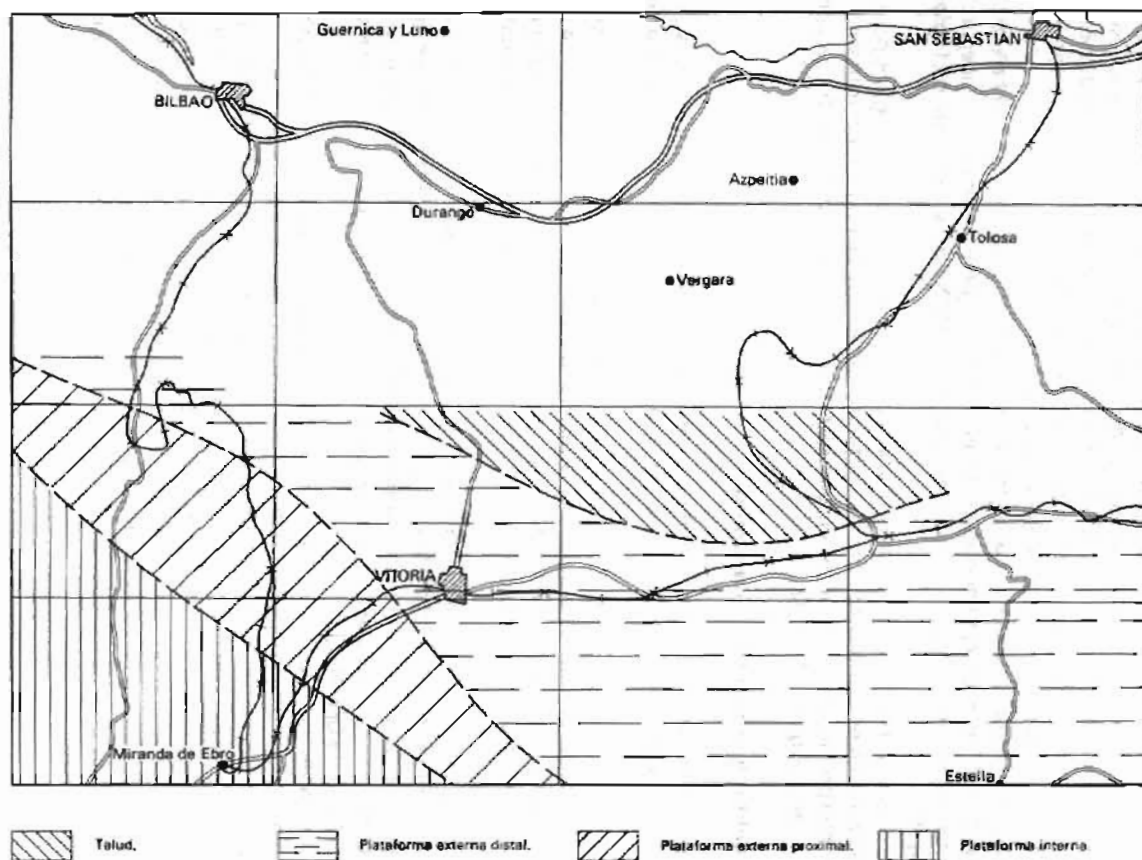 Guernica y Luno
SAN SEBASTIAN
BILBAO
Azpeitia
Durango
Tolosa
Vergara
VITORIA
Miranda de Ebro
Estella
Talud.
Plataforma externa distal.
Plataforma externa proximal.
Plataforma interna.